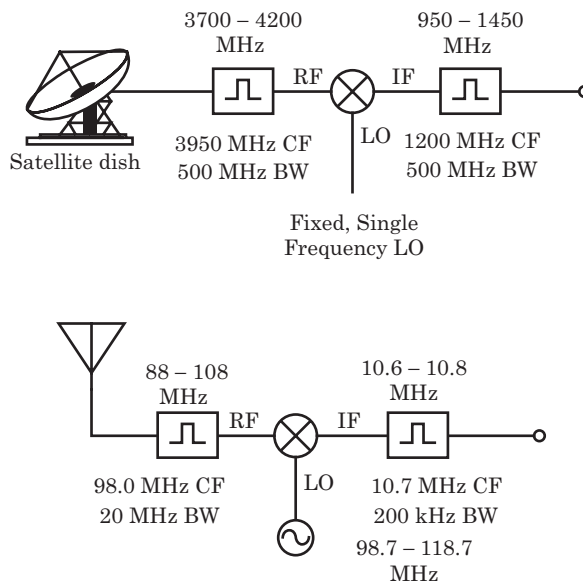 3700 – 4200
MHz
950 – 1450
MHz
RF
IF
LO
3950 MHz CF
500 MHz BW
1200 MHz CF
500 MHz BW
Satellite dish
Fixed, Single
Frequency LO
88 – 108
MHz
10.6 – 10.8
MHz
RF
IF
LO
98.0 MHz CF
20 MHz BW
10.7 MHz CF
200 kHz BW
98.7 – 118.7
MHz